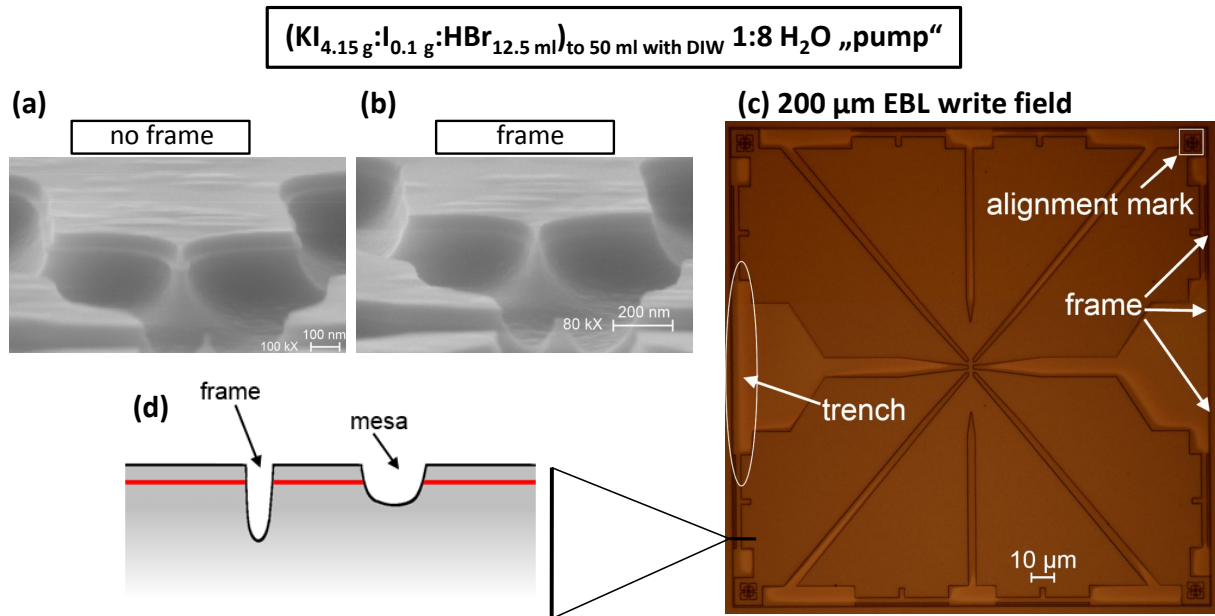 (KI4.15 g:I0.1 g:HBr12.5 ml)to 50 ml with DIW 1:8 H2O „pump“
(a)
no frame
100 nm
100 kX
(b)
frame
200 nm
80 kX
(c) 200 µm EBL write field
alignment mark
frame
trench
10 µm
(d)
frame
mesa